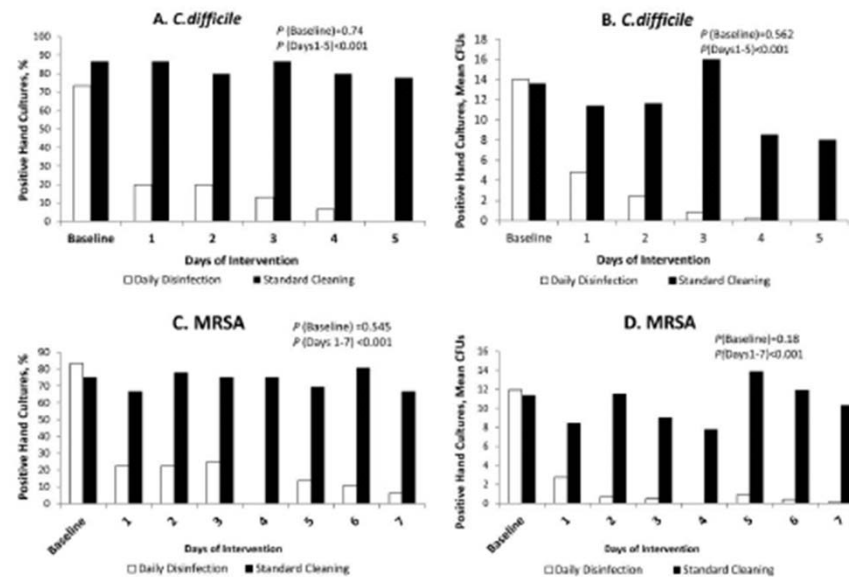 A. C.difficile
P (Baseline)=0.74
P (Days1-5)<0.001
Positive Hand Cultures, %
100
90
80
70
60
50
40
30
20
10
0
Baseline 1 2 3 4 5
Days of Intervention
□ Daily Disinfection ■ Standard Cleaning
B. C.difficile
P (Baseline)=0.562
P(Days1-5)<0.001
Positive Hand Cultures, Mean CFUs
18
16
14
12
10
8
6
4
2
0
Baseline 1 2 3 4 5
Days of Intervention
□ Daily Disinfection ■ Standard Cleaning
C. MRSA
P (Baseline) =0.545
P (Days 1-7) <0.001
Positive Hand Cultures, %
90
80
70
60
50
40
30
20
10
0
Baseline 1 2 3 4 5 6 7
Days of Intervention
□ Daily Disinfection ■ Standard Cleaning
D. MRSA
P(Baseline)=0.18
P(Days1-7)<0.001
Positive Hand Cultures, Mean CFUs
16
14
12
10
8
6
4
2
0
Baseline 1 2 3 4 5 6 7
Days of Intervention
□ Daily Disinfection ■ Standard Cleaning